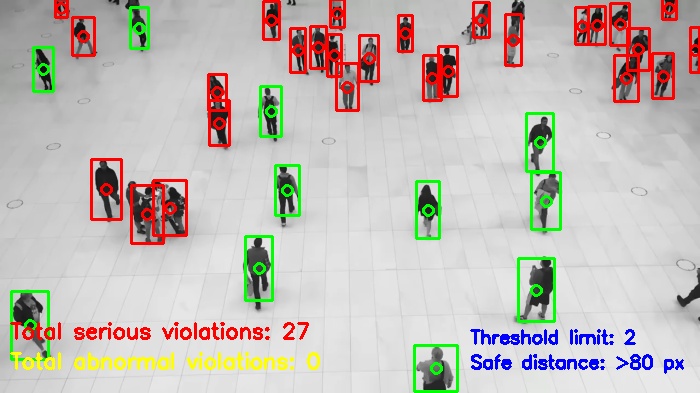 Total serious violations: 27
Total abnormal violations: 0
Threshold limit: 2
Safe distance: >80 px